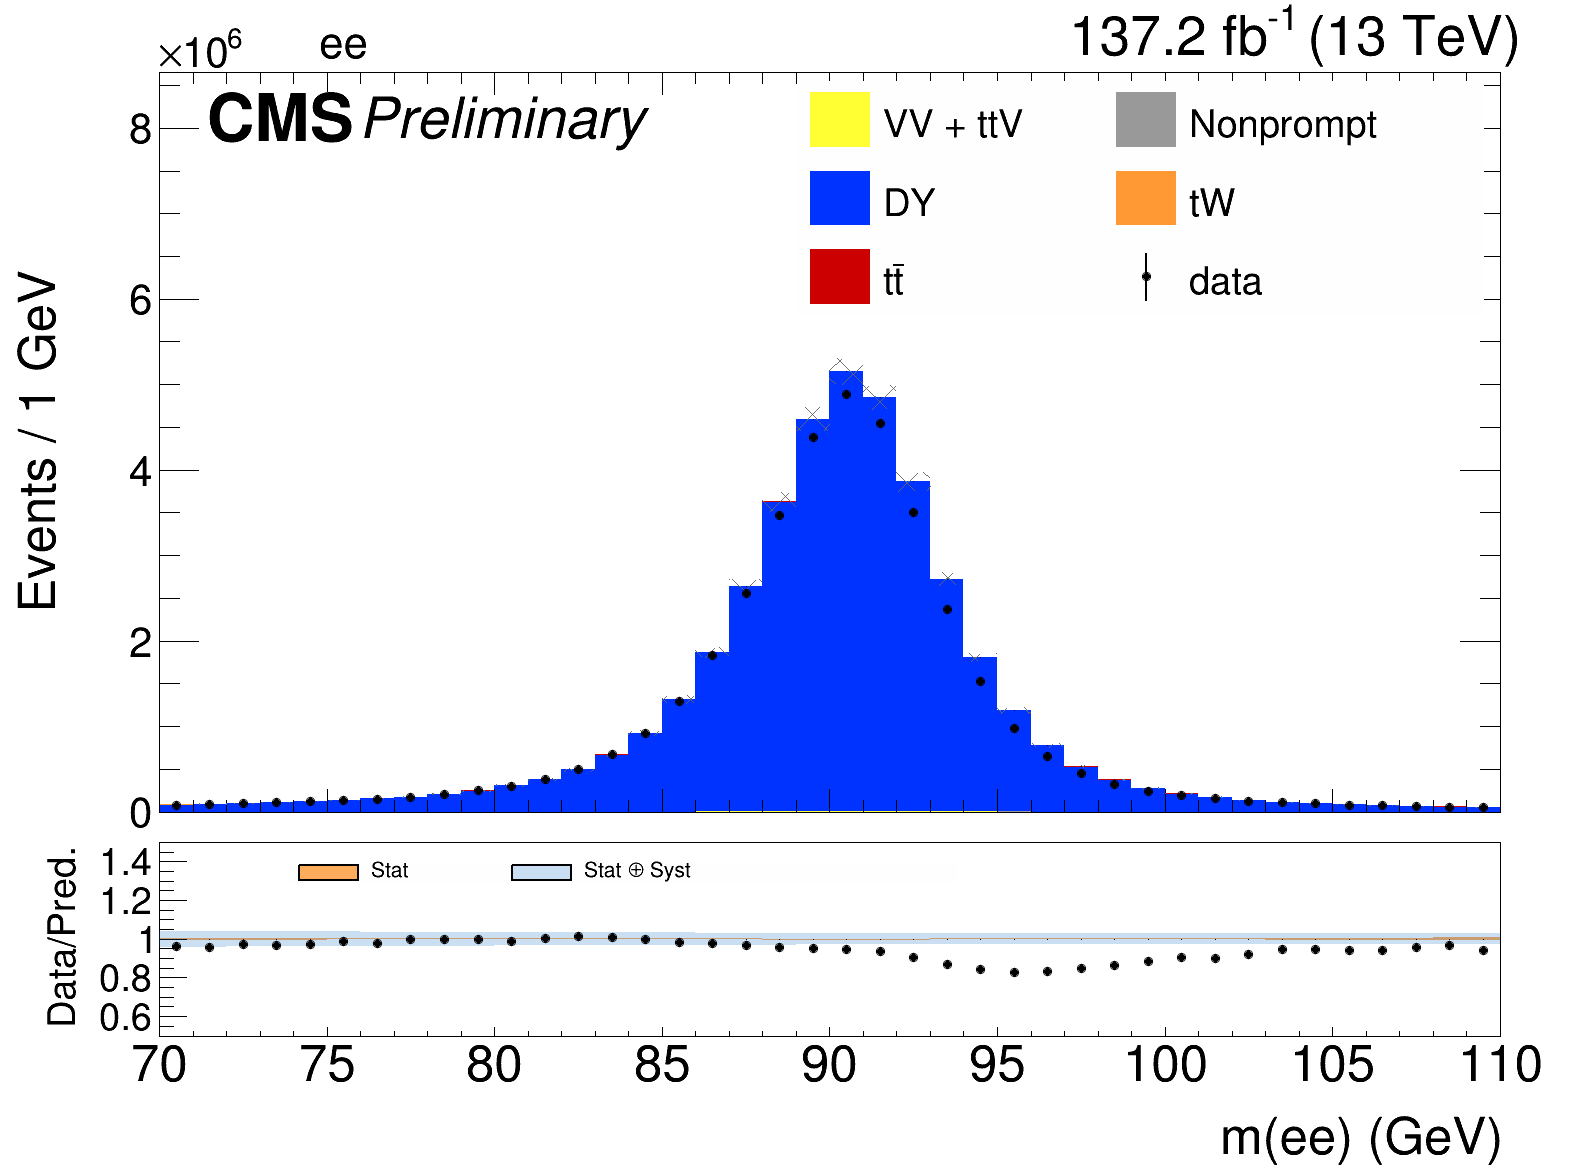 ×10⁶ ee 137.2 fb⁻¹ (13 TeV)
CMS Preliminary
VV + ttV Nonprompt
DY tW
tt̄ data
Events / 1 GeV
8
6
4
2
0
Stat Stat ⊕ Syst
Data/Pred.
1.4
1.2
1
0.8
0.6
70 75 80 85 90 95 100 105 110
m(ee) (GeV)